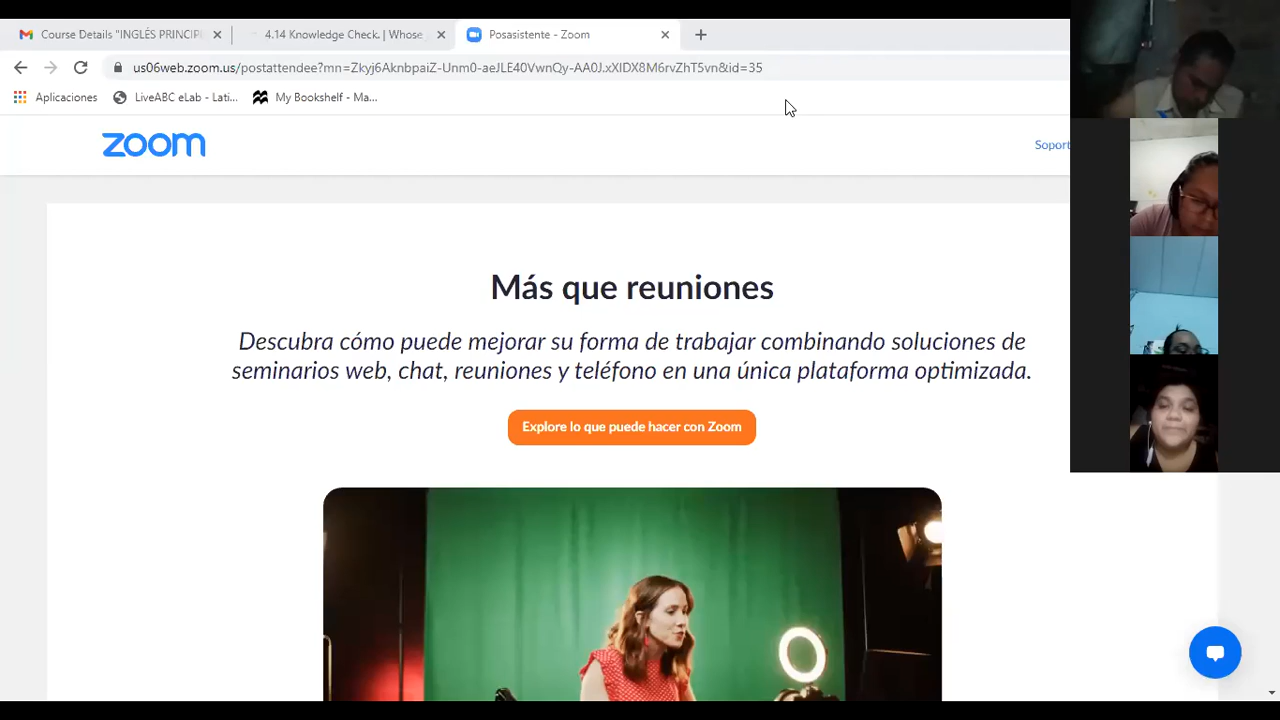 Course Details "INGLÉS PRINCIPI
4.14 Knowledge Check. | Whose
Posasistente - Zoom
us06web.zoom.us/postattendee?mn=Zkyj6AknbpaiZ-Unm0-aeJLE40VwnQy-AA0J.xXIDX8M6rvZhT5vn&id=35
Aplicaciones
LiveABC eLab - Lati...
My Bookshelf - Ma...
zoom
Soport
Más que reuniones
Descubra cómo puede mejorar su forma de trabajar combinando soluciones de
seminarios web, chat, reuniones y teléfono en una única plataforma optimizada.
Explore lo que puede hacer con Zoom